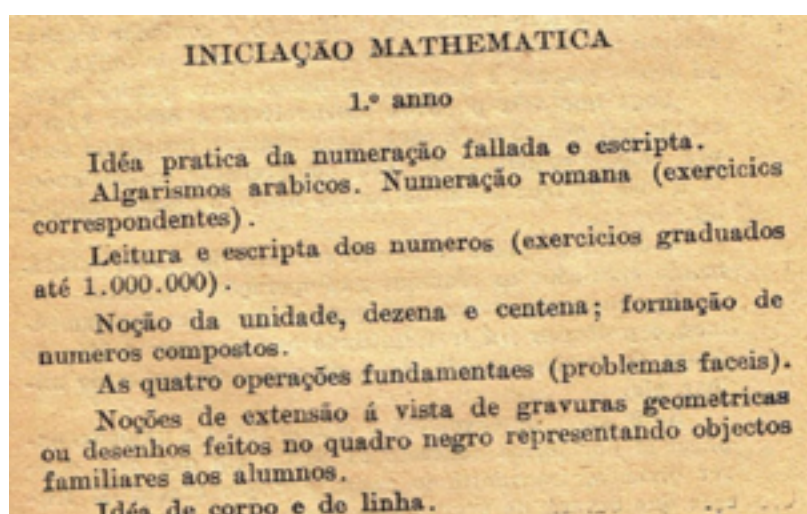 INICIAÇÃO MATHEMATICA
1.º anno
Idéa pratica da numeração fallada e escripta.
Algarismos arabicos. Numeração romana (exercicios
correspondentes).
Leitura e escripta dos numeros (exercicios graduados
até 1.000.000).
Noção da unidade, dezena e centena; formação de
numeros compostos.
As quatro operações fundamentaes (problemas faceis).
Noções de extensão á vista de gravuras geometricas
ou desenhos feitos no quadro negro representando objectos
familiares aos alumnos.
Idéa de corpo e de linha.